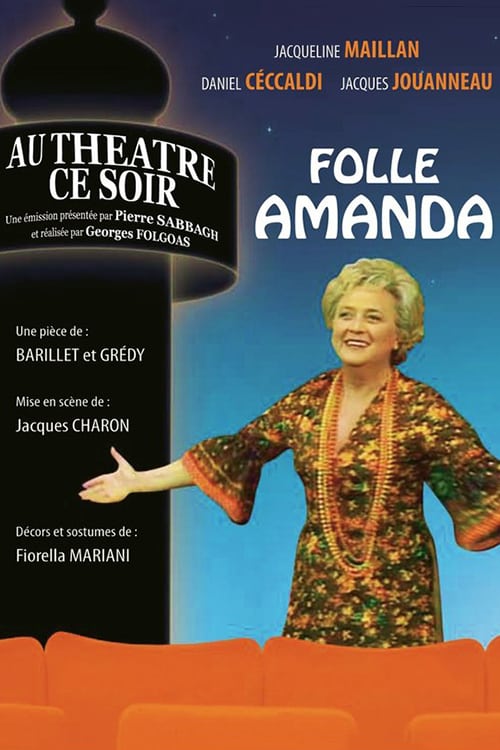 JACQUELINE MAILLAN
DANIEL CÉCCALDI JACQUES JOUANNEAU
AU THEATRE
CE SOIR
Une émission présentée par Pierre SABBAGH
et réalisée par Georges FOLGOAS
FOLLE
AMANDA
Une pièce de :
BARILLET et GRÉDY
Mise en scène de :
Jacques CHARON
Décors et sostumes de :
Fiorella MARIANI